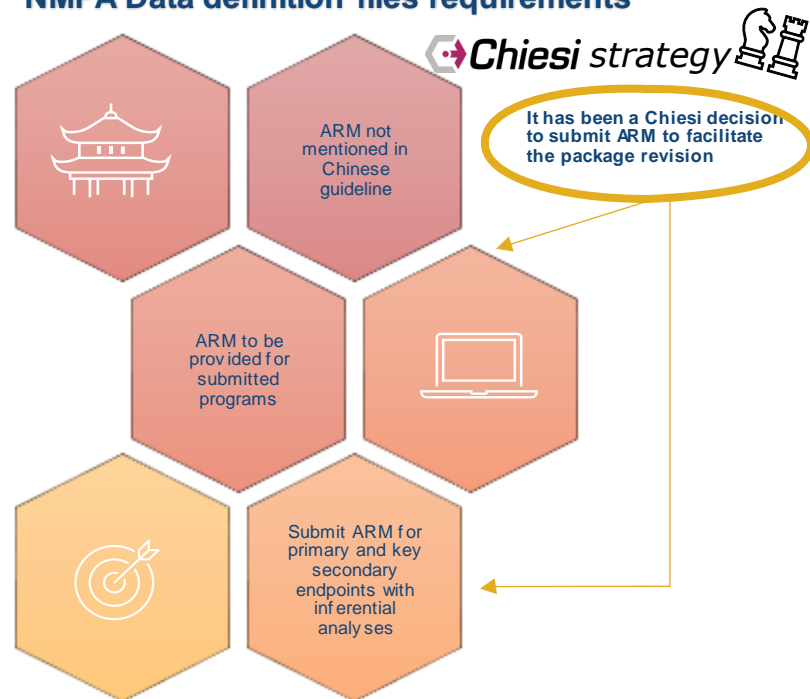 NMPA Data definition files requirements
Chiesi strategy
It has been a Chiesi decision
to submit ARM to facilitate
the package revision
ARM not
mentioned in
Chinese
guideline
ARM to be
provided for
submitted
programs
Submit ARM for
primary and key
secondary
endpoints with
inferential
analyses